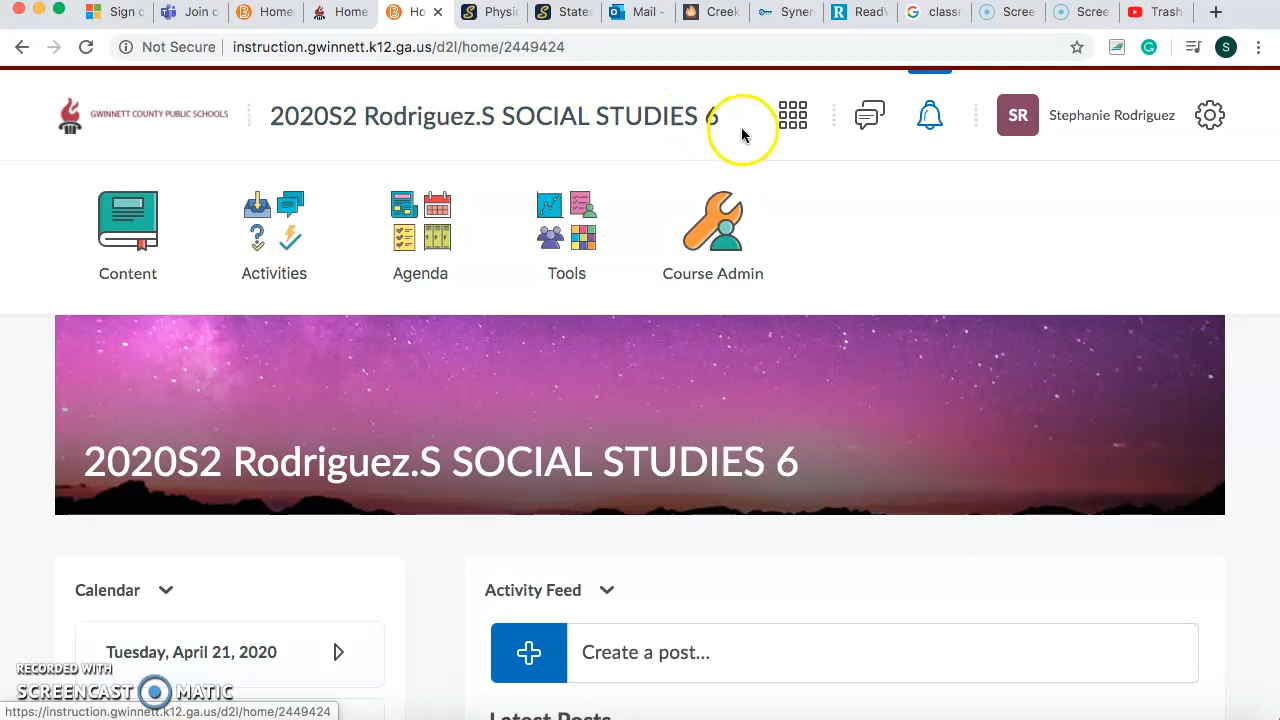 Sign o
Join c
Home
Home
Ho
Physi
States
Mail -
Creek
Syner
ReadV
classr
Scree
Scree
Trash
Not Secure
instruction.gwinnett.k12.ga.us/d2l/home/2449424
S
GWINNETT COUNTY PUBLIC SCHOOLS
2020S2 Rodriguez.S SOCIAL STUDIES 6
SR
Stephanie Rodriguez
Content
Activities
Agenda
Tools
Course Admin
2020S2 Rodriguez.S SOCIAL STUDIES 6
Calendar
Activity Feed
Tuesday, April 21, 2020
Create a post...
Latest Posts
RECORDED WITH
SCREENCAST MATIC
https://instruction.gwinnett.k12.ga.us/d2l/home/2449424